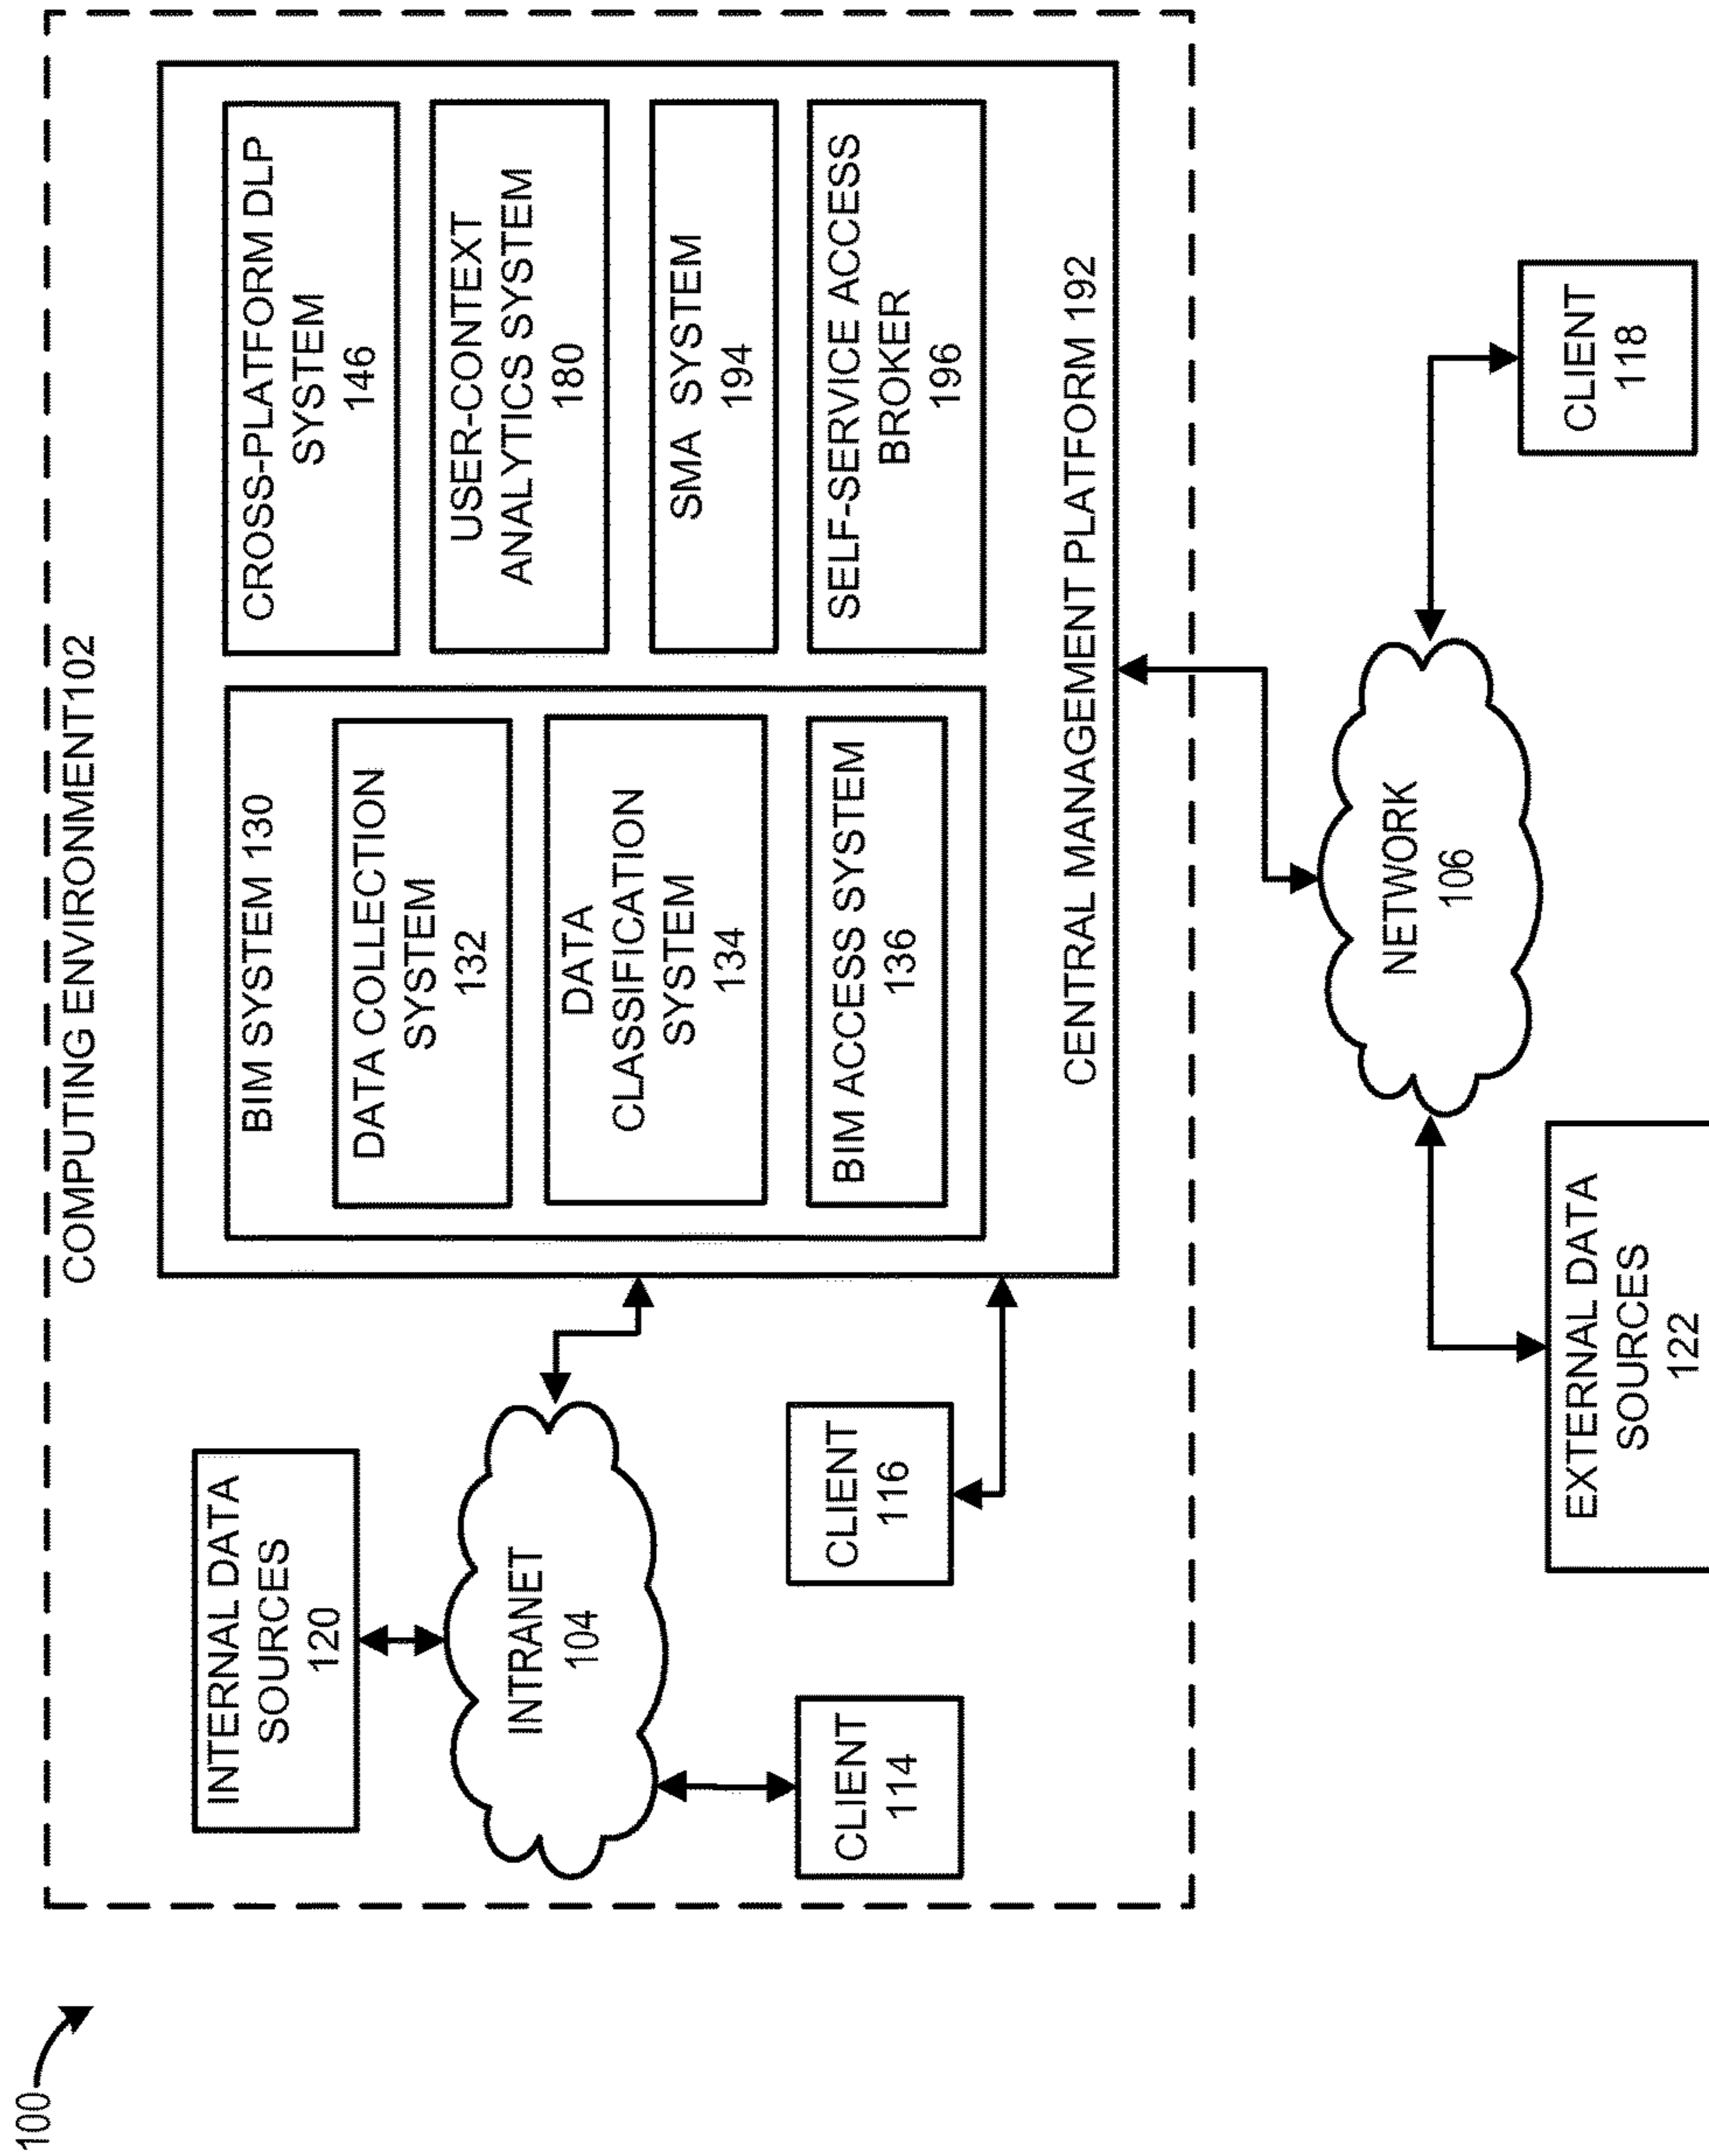 100
COMPUTING ENVIRONMENT102
INTERNAL DATA
SOURCES
120
INTRANET
104
CLIENT
114
CLIENT
116
BIM SYSTEM 130
DATA COLLECTION
SYSTEM
132
DATA
CLASSIFICATION
SYSTEM
134
BIM ACCESS SYSTEM
136
CROSS-PLATFORM DLP
SYSTEM
146
USER-CONTEXT
ANALYTICS SYSTEM
180
SMA SYSTEM
194
SELF-SERVICE ACCESS
BROKER
196
CENTRAL MANAGEMENT PLATFORM 192
NETWORK
106
EXTERNAL DATA
SOURCES
122
CLIENT
118